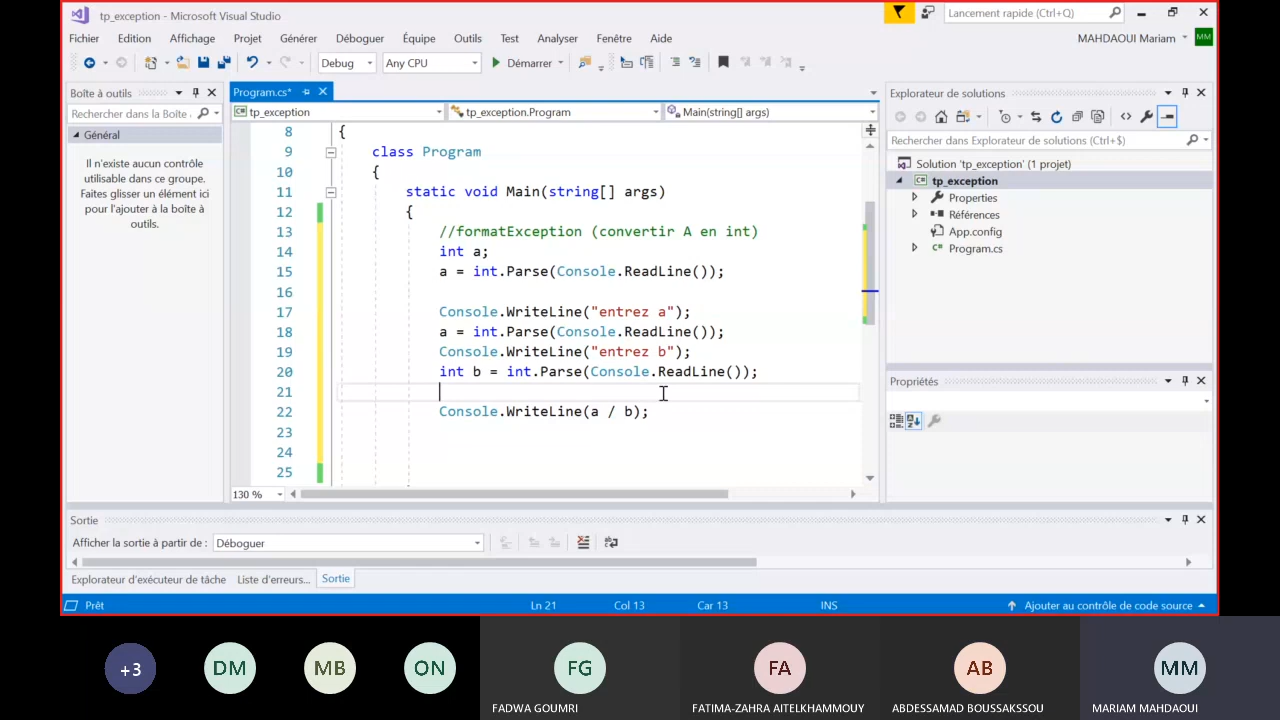 tp_exception - Microsoft Visual Studio
Lancement rapide (Ctrl+Q)
Fichier Edition Affichage Projet Générer Déboguer Équipe Outils Test Analyser Fenêtre Aide
MAHDAOUI Mariam MM
Debug Any CPU Démarrer
Boîte à outils
Rechercher dans la Boîte
Général
Il n'existe aucun contrôle
utilisable dans ce groupe.
Faites glisser un élément ici
pour l'ajouter à la boîte à
outils.
Program.cs*
tp_exception tp_exception.Program Main(string[] args)
8 {
9 class Program
10 {
11 static void Main(string[] args)
12 {
13 //formatException (convertir A en int)
14 int a;
15 a = int.Parse(Console.ReadLine());
16
17 Console.WriteLine("entrez a");
18 a = int.Parse(Console.ReadLine());
19 Console.WriteLine("entrez b");
20 int b = int.Parse(Console.ReadLine());
21
22 Console.WriteLine(a / b);
23
24
25
130 %
Explorateur de solutions
Rechercher dans Explorateur de solutions (Ctrl+$)
Solution 'tp_exception' (1 projet)
C# tp_exception
Properties
Références
App.config
C# Program.cs
Propriétés
Sortie
Afficher la sortie à partir de : Déboguer
Explorateur d'exécuteur de tâche Liste d'erreurs... Sortie
Prêt Ln 21 Col 13 Car 13 INS Ajouter au contrôle de code source
+3 DM MB ON FG FA AB MM
FADWA GOUMRI FATIMA-ZAHRA AITELKHAMMOUY ABDESSAMAD BOUSSAKSSOU MARIAM MAHDAOUI